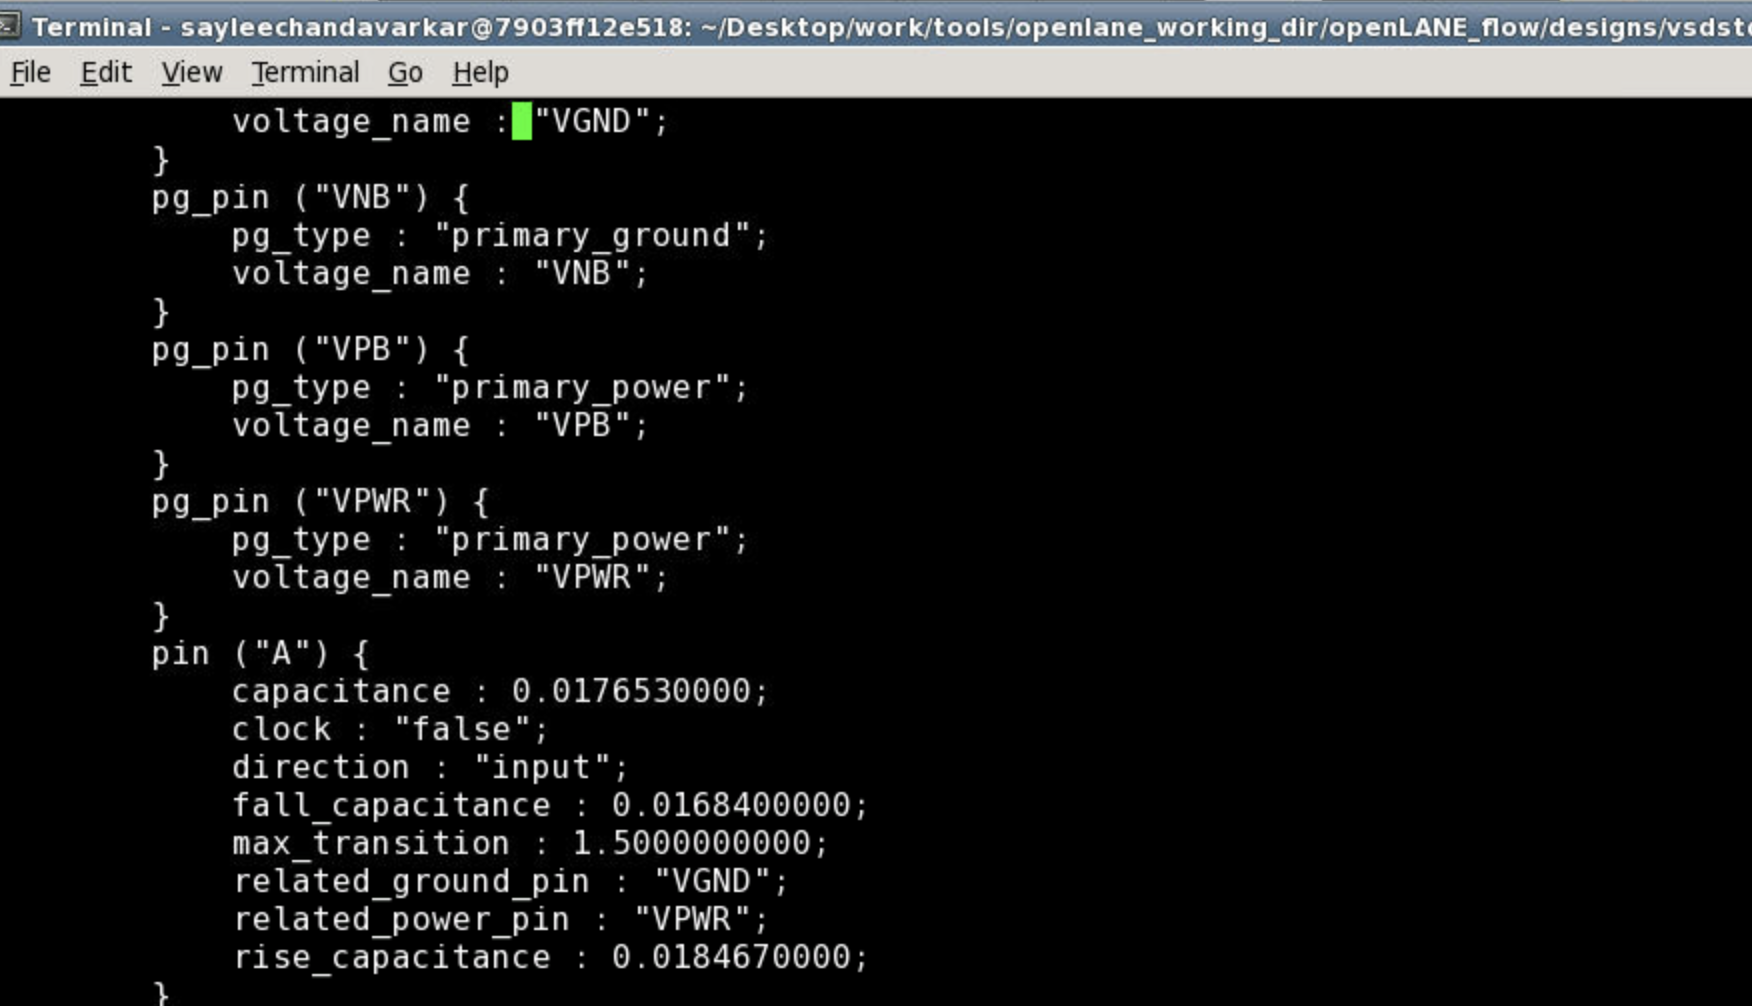 Terminal - sayleechandavarkar@7903ff12e518: ~/Desktop/work/tools/openlane_working_dir/openLANE_flow/designs/vsdst
File Edit View Terminal Go Help
voltage_name : "VGND";
}
pg_pin ("VNB") {
pg_type : "primary_ground";
voltage_name : "VNB";
}
pg_pin ("VPB") {
pg_type : "primary_power";
voltage_name : "VPB";
}
pg_pin ("VPWR") {
pg_type : "primary_power";
voltage_name : "VPWR";
}
pin ("A") {
capacitance : 0.0176530000;
clock : "false";
direction : "input";
fall_capacitance : 0.0168400000;
max_transition : 1.5000000000;
related_ground_pin : "VGND";
related_power_pin : "VPWR";
rise_capacitance : 0.0184670000;
}